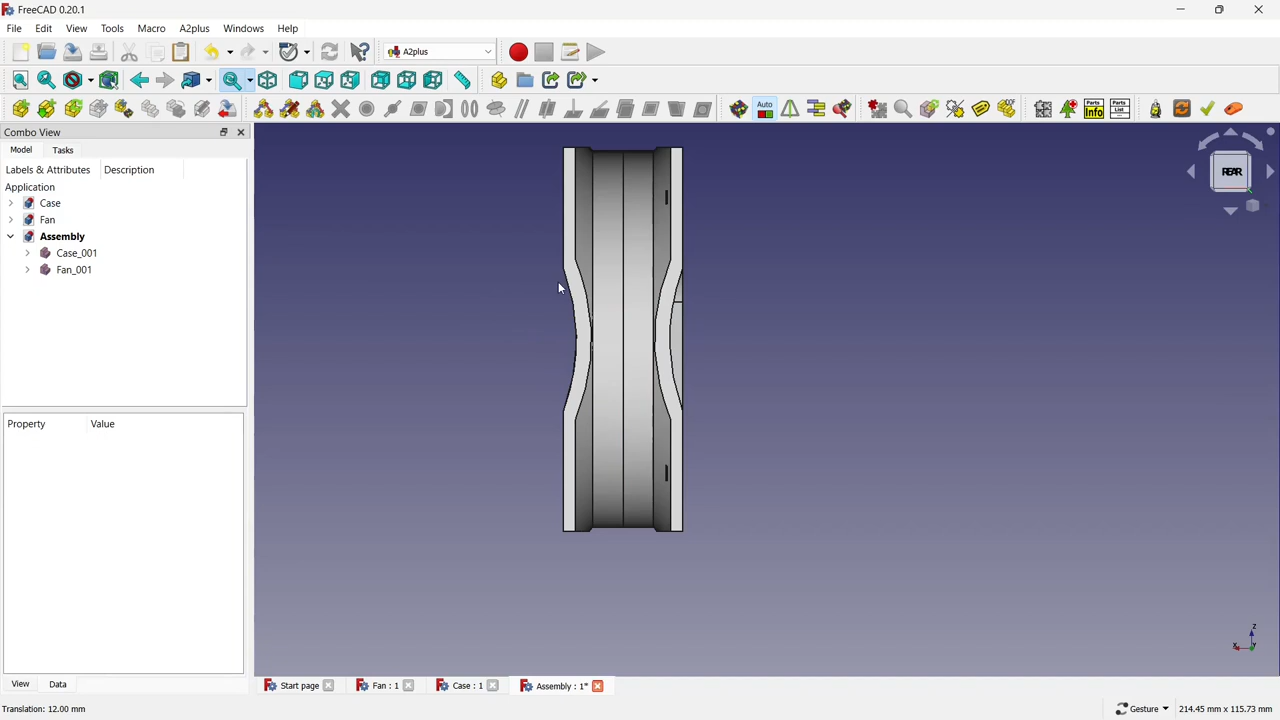 FreeCAD 0.20.1
File Edit View Tools Macro A2plus Windows Help
A2plus
Auto Parts Info Parts List
Combo View
Model Tasks
Labels & Attributes Description
Application
Case
Fan
Assembly
Case_001
Fan_001
REAR
Property Value
Z
X
View Data
Start page Fan : 1 Case : 1 Assembly : 1*
Translation: 12.00 mm Gesture 214.45 mm x 115.73 mm